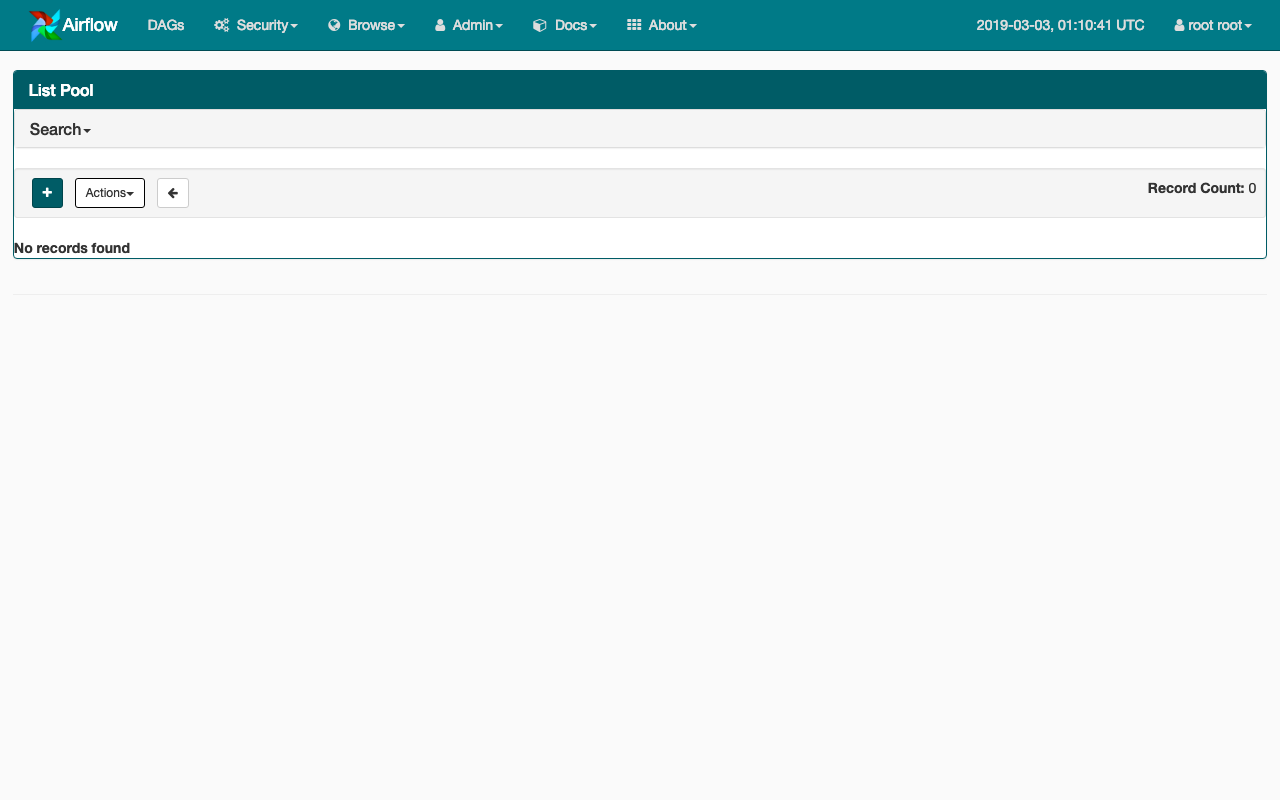 Airflow DAGs Security Browse Admin Docs About 2019-03-03, 01:10:41 UTC root root
List Pool
Search
Actions Record Count: 0
No records found